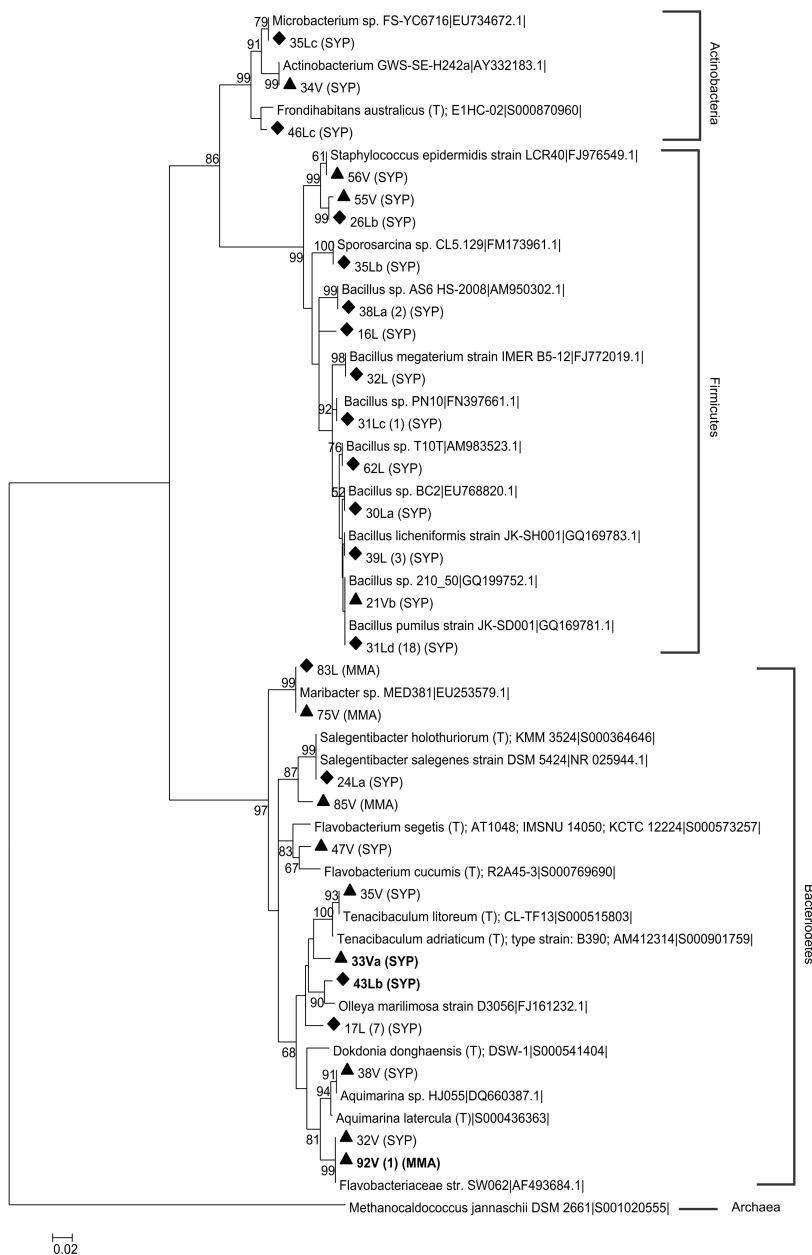 79
Microbacterium sp. FS-YC6716|EU734672.1|
91
35Lc (SYP)
99
Actinobacterium GWS-SE-H242a|AY332183.1|
99
34V (SYP)
Frondihabitans australicus (T); E1HC-02|S000870960|
46Lc (SYP)
Actinobacteria
86
61
Staphylococcus epidermidis strain LCR40|FJ976549.1|
99
56V (SYP)
55V (SYP)
99
26Lb (SYP)
99
100
Sporosarcina sp. CL5.129|FM173961.1|
35Lb (SYP)
99
Bacillus sp. AS6 HS-2008|AM950302.1|
38La (2) (SYP)
16L (SYP)
98
Bacillus megaterium strain IMER B5-12|FJ772019.1|
32L (SYP)
92
Bacillus sp. PN10|FN397661.1|
31Lc (1) (SYP)
76
Bacillus sp. T10T|AM983523.1|
62L (SYP)
52
Bacillus sp. BC2|EU768820.1|
30La (SYP)
Bacillus licheniformis strain JK-SH001|GQ169783.1|
39L (3) (SYP)
Bacillus sp. 210_50|GQ199752.1|
21Vb (SYP)
Bacillus pumilus strain JK-SD001|GQ169781.1|
31Ld (18) (SYP)
Firmicutes
83L (MMA)
99
Maribacter sp. MED381|EU253579.1|
75V (MMA)
Salegentibacter holothuriorum (T); KMM 3524|S000364646|
99
Salegentibacter salegenes strain DSM 5424|NR 025944.1|
87
24La (SYP)
85V (MMA)
97
Flavobacterium segetis (T); AT1048; IMSNU 14050; KCTC 12224|S000573257|
83
47V (SYP)
67
Flavobacterium cucumis (T); R2A45-3|S000769690|
93
35V (SYP)
100
Tenacibaculum litoreum (T); CL-TF13|S000515803|
Tenacibaculum adriaticum (T); type strain: B390; AM412314|S000901759|
33Va (SYP)
43Lb (SYP)
90
Olleya marilimosa strain D3056|FJ161232.1|
17L (7) (SYP)
68
Dokdonia donghaensis (T); DSW-1|S000541404|
91
38V (SYP)
94
Aquimarina sp. HJ055|DQ660387.1|
Aquimarina latercula (T)|S000436363|
81
32V (SYP)
99
92V (1) (MMA)
Flavobacteriaceae str. SW062|AF493684.1|
Bacteriodetes
Methanocaldococcus jannaschii DSM 2661|S001020555|
Archaea
0.02